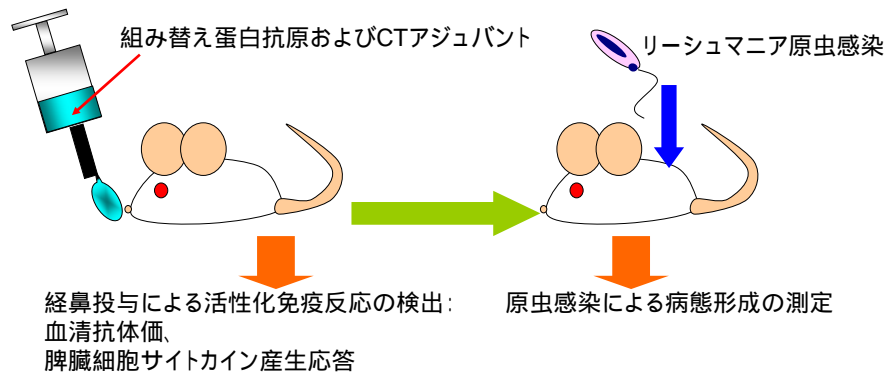 組み替え蛋白抗原およびCTアジュバント
リーシュマニア原虫感染
経鼻投与による活性化免疫反応の検出:
血清抗体価、
脾臓細胞サイトカイン産生応答
原虫感染による病態形成の測定